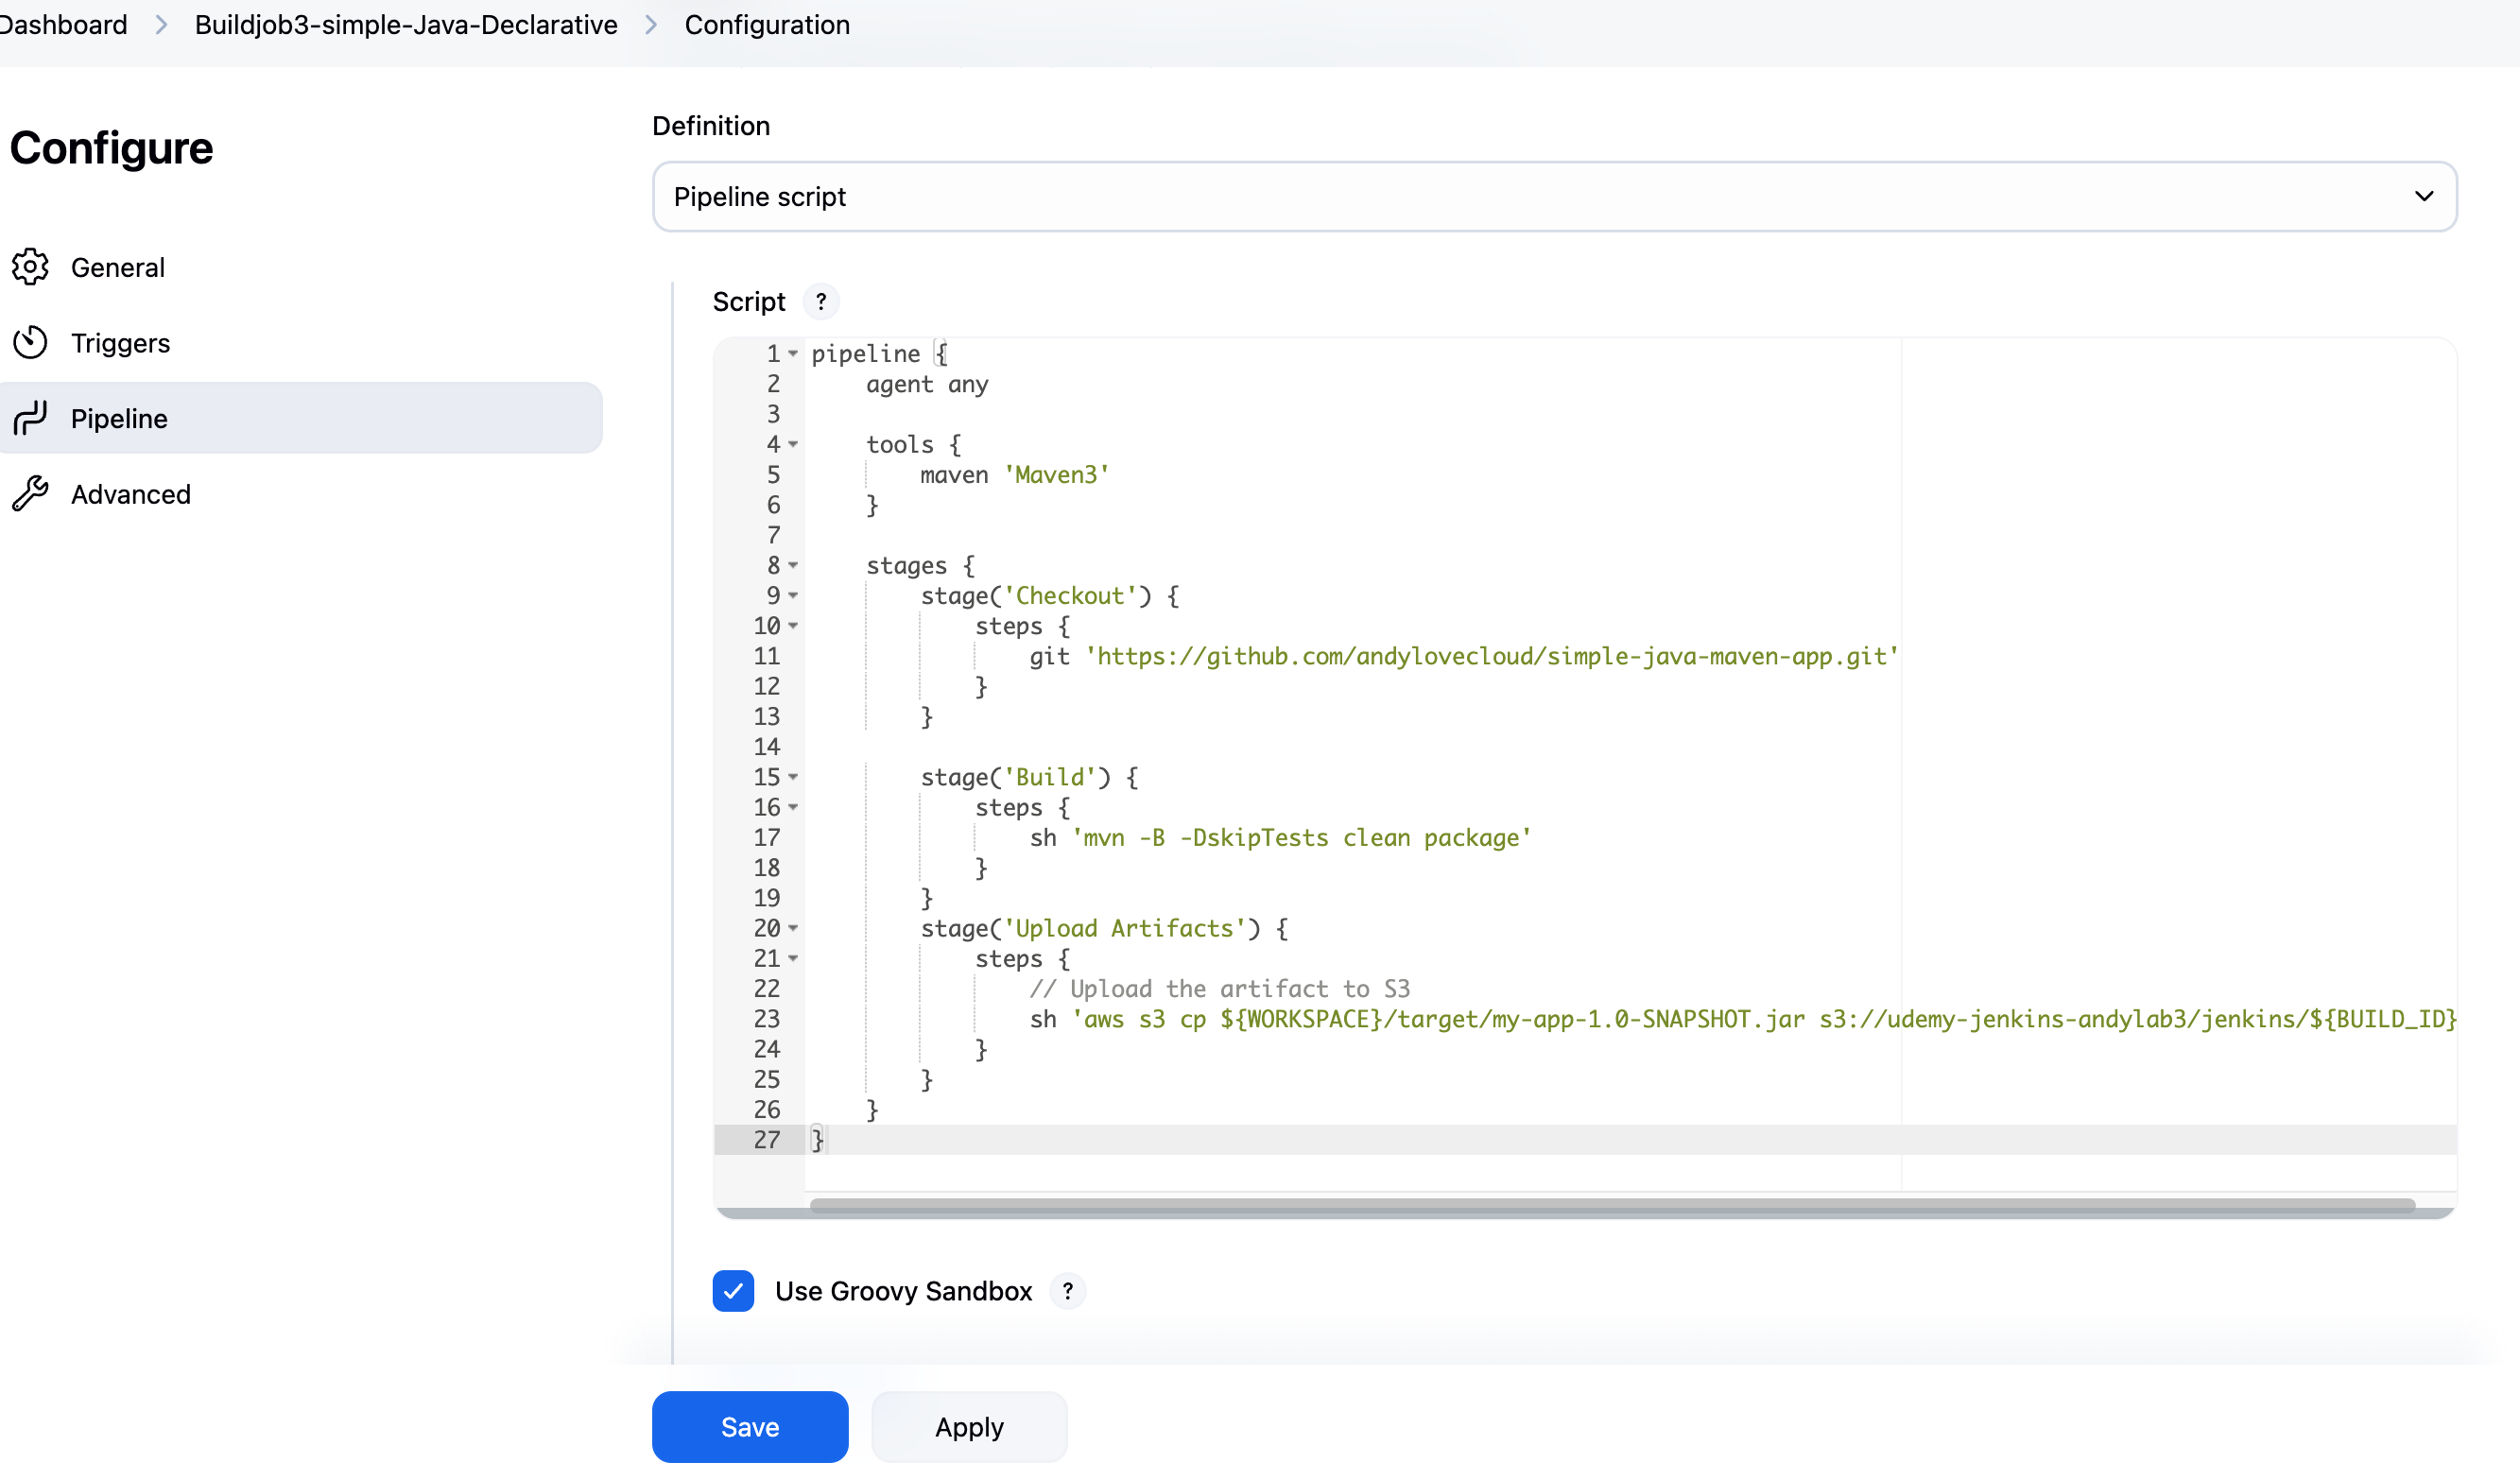 Dashboard > Buildjob3-simple-Java-Declarative > Configuration
Configure
General
Triggers
Pipeline
Advanced
Definition
Pipeline script
Script ?
1 pipeline {
2     agent any
3
4     tools {
5         maven 'Maven3'
6     }
7
8     stages {
9         stage('Checkout') {
10             steps {
11                 git 'https://github.com/andylovecloud/simple-java-maven-app.git'
12             }
13         }
14
15         stage('Build') {
16             steps {
17                 sh 'mvn -B -DskipTests clean package'
18             }
19         }
20         stage('Upload Artifacts') {
21             steps {
22                 // Upload the artifact to S3
23                 sh 'aws s3 cp ${WORKSPACE}/target/my-app-1.0-SNAPSHOT.jar s3://udemy-jenkins-andylab3/jenkins/${BUILD_ID}
24             }
25         }
26     }
27 }
Use Groovy Sandbox ?
Save
Apply